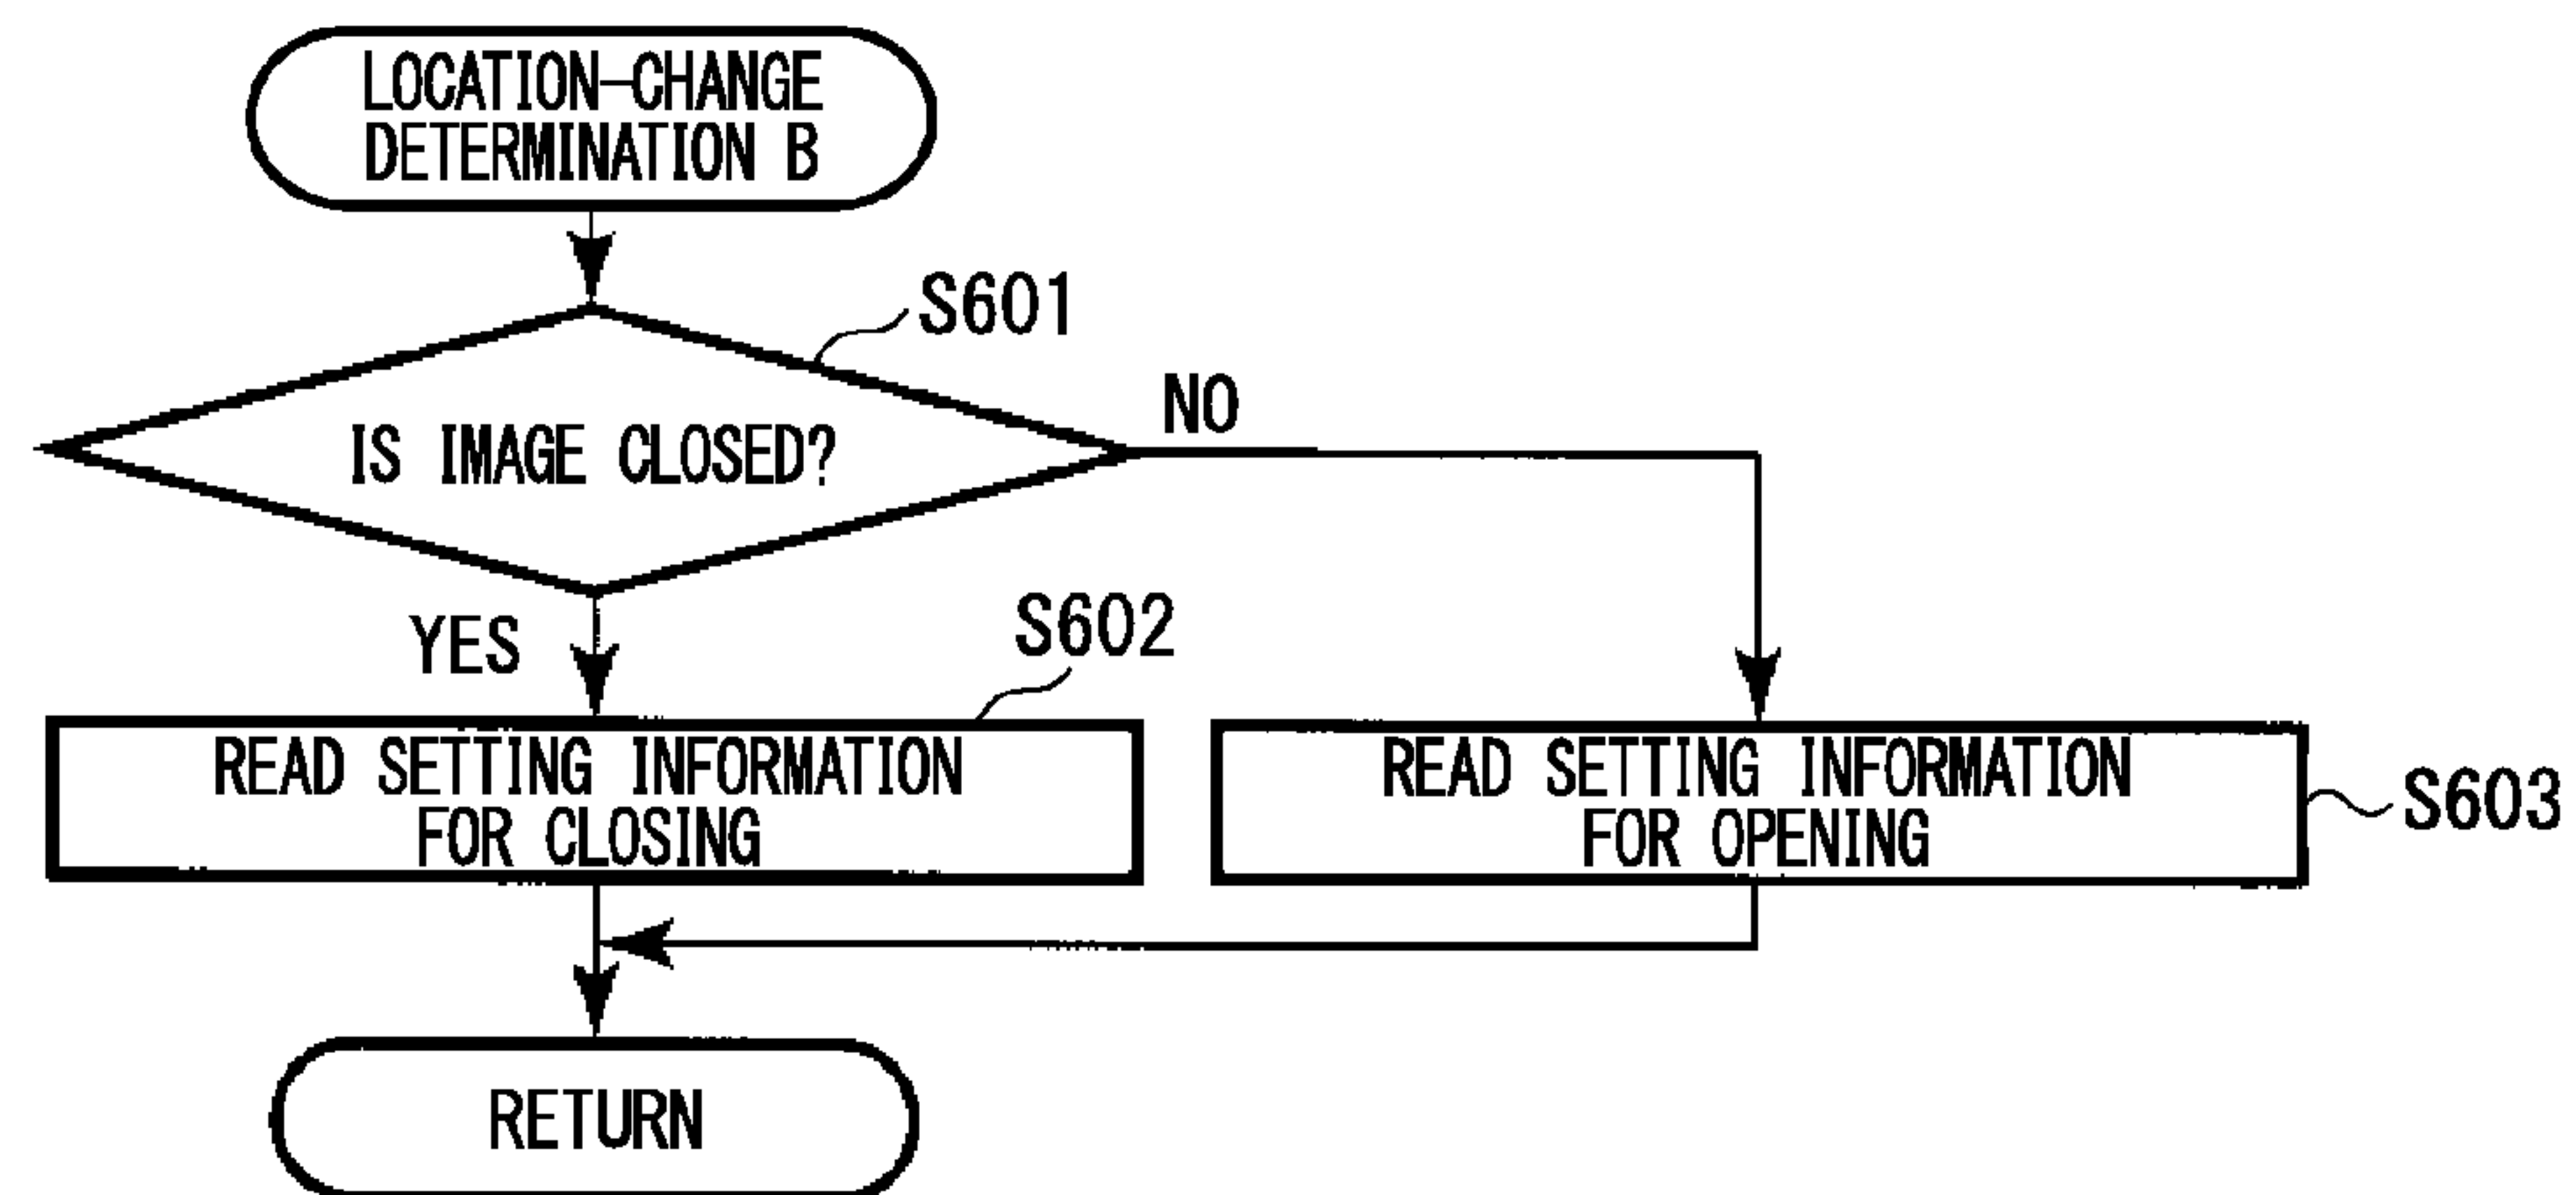 LOCATION-CHANGE
DETERMINATION B
S601
IS IMAGE CLOSED?
NO
YES
S602
READ SETTING INFORMATION
FOR CLOSING
READ SETTING INFORMATION
FOR OPENING
S603
RETURN